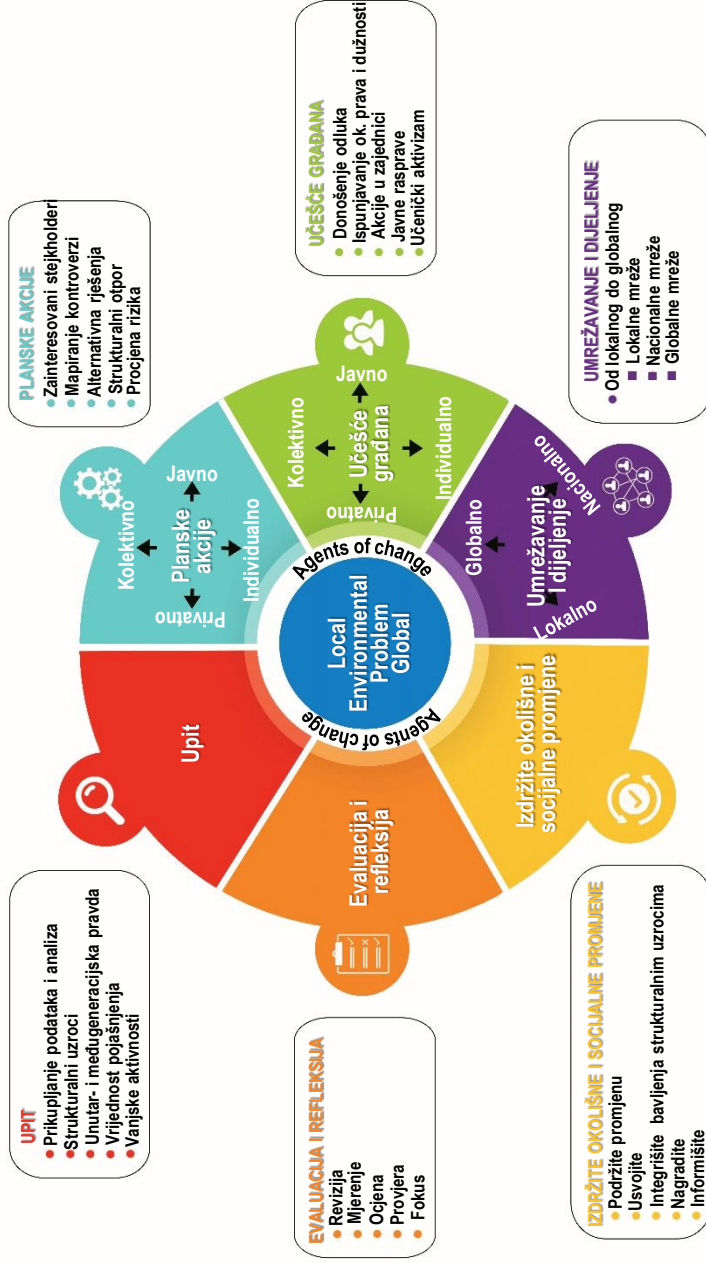 UPIT
Prikupljanje podataka i analiza
Strukturalni uzroci
Unutar- i međugeneracijska pravda
Vrijednost pojašnjenja
Vanjske aktivnosti
PLANSKE AKCIJE
Zainteresovani stejkholderi
Mapiranje kontroverzi
Alternativna rješenja
Strukturalni otpor
Procjena rizika
EVALUACIJA I REFLEKSIJA
Revizija
Mjerenje
Ocjena
Provjera
Fokus
UČEŠĆE GRAĐANA
Donošenje odluka
Ispunjavanje ok. prava i dužnosti
Akcije u zajednici
Javne rasprave
Učenički aktivizam
IZDRŽITE OKOLIŠNE I SOCIJALNE PROMJENE
Podržite promjenu
Usvojite
Integrišite bavljenja strukturalnim uzrocima
Nagradite
Informišite
UMREŽAVANJE I DIJELJENJE
Od lokalnog do globalnog
Lokalne mreže
Nacionalne mreže
Globalne mreže
Upit
Kolektivno
Privatno
Planske
akcije
Javno
Individualno
Kolektivno
Privatno
Učešće
građana
Javno
Individualno
Globalno
Umrežavanje
I dijeljenje
Lokalno
Nacionalno
Izdržite okolišne i
socijalne promjene
Evaluacija i
refleksija
Agents of change
Local
Environmental
Problem
Global
Agents of change